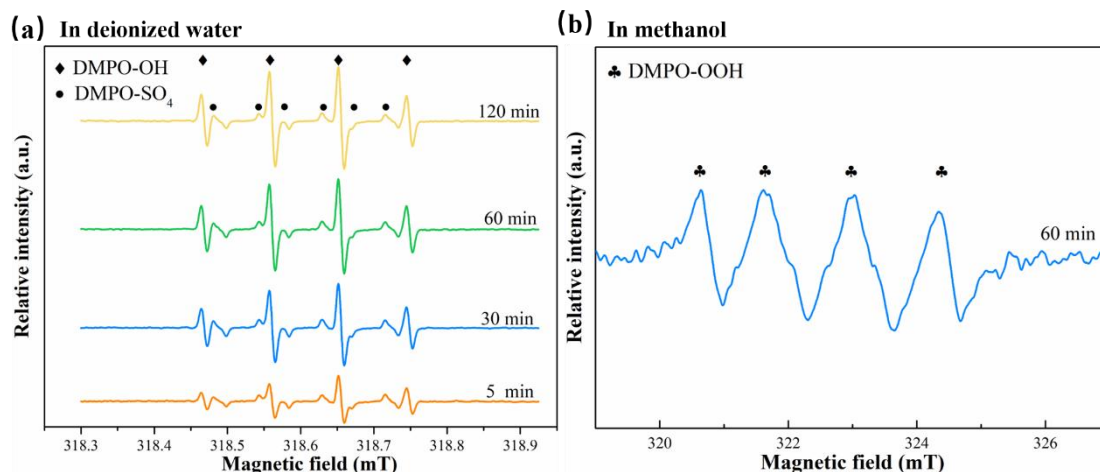 (a) In deionized water
♦ DMPO-OH
● DMPO-SO₄
120 min
60 min
30 min
5 min
Relative intensity (a.u.)
318.3 318.4 318.5 318.6 318.7 318.8 318.9
Magnetic field (mT)
(b) In methanol
♣ DMPO-OOH
60 min
Relative intensity (a.u.)
320 322 324 326
Magnetic field (mT)